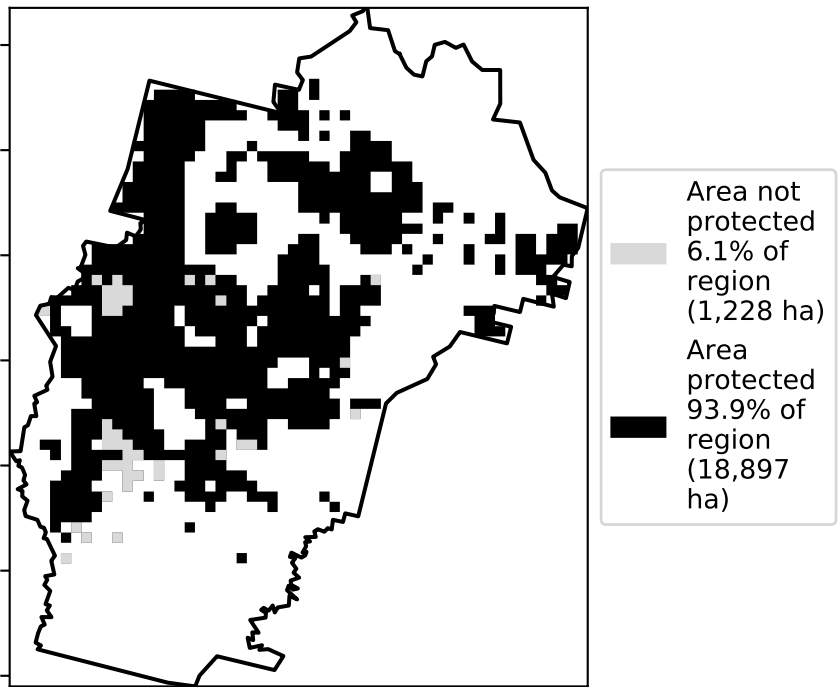 Area not
protected
6.1% of
region
(1,228 ha)
Area
protected
93.9% of
region
(18,897
ha)